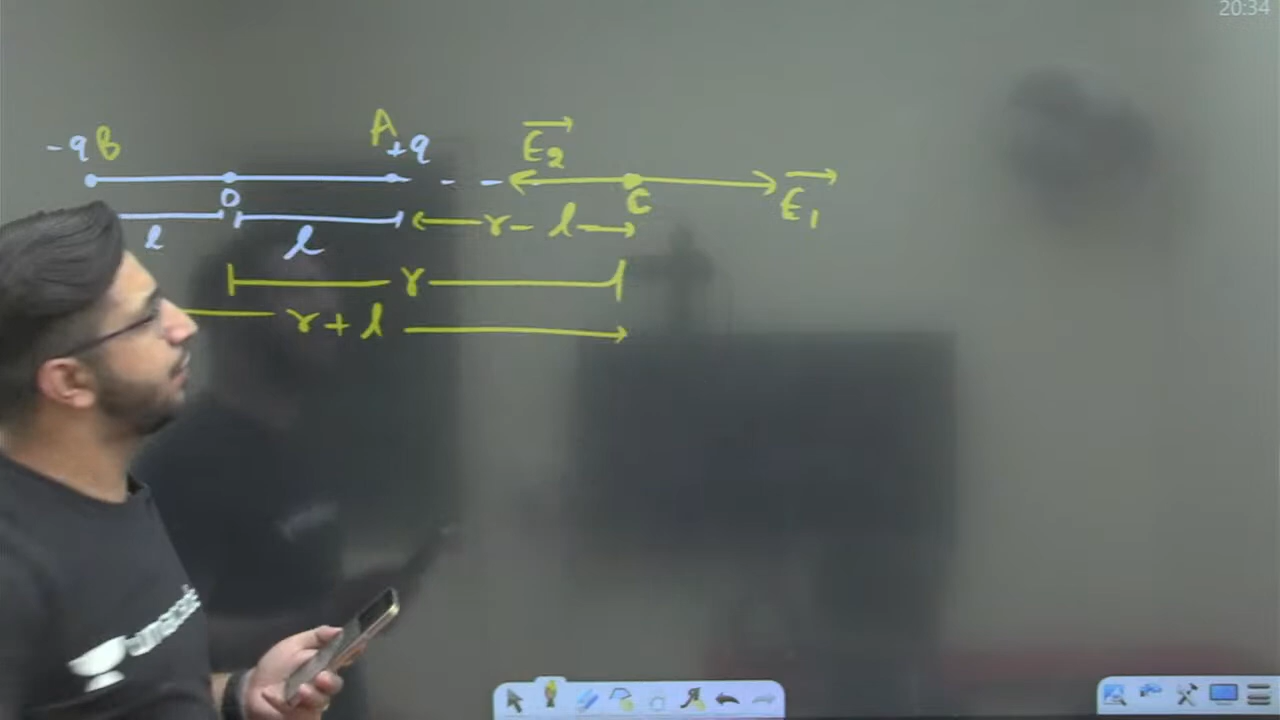 20:34
-q B A +q E₂
O C E₁
l l r - l
r
r + l